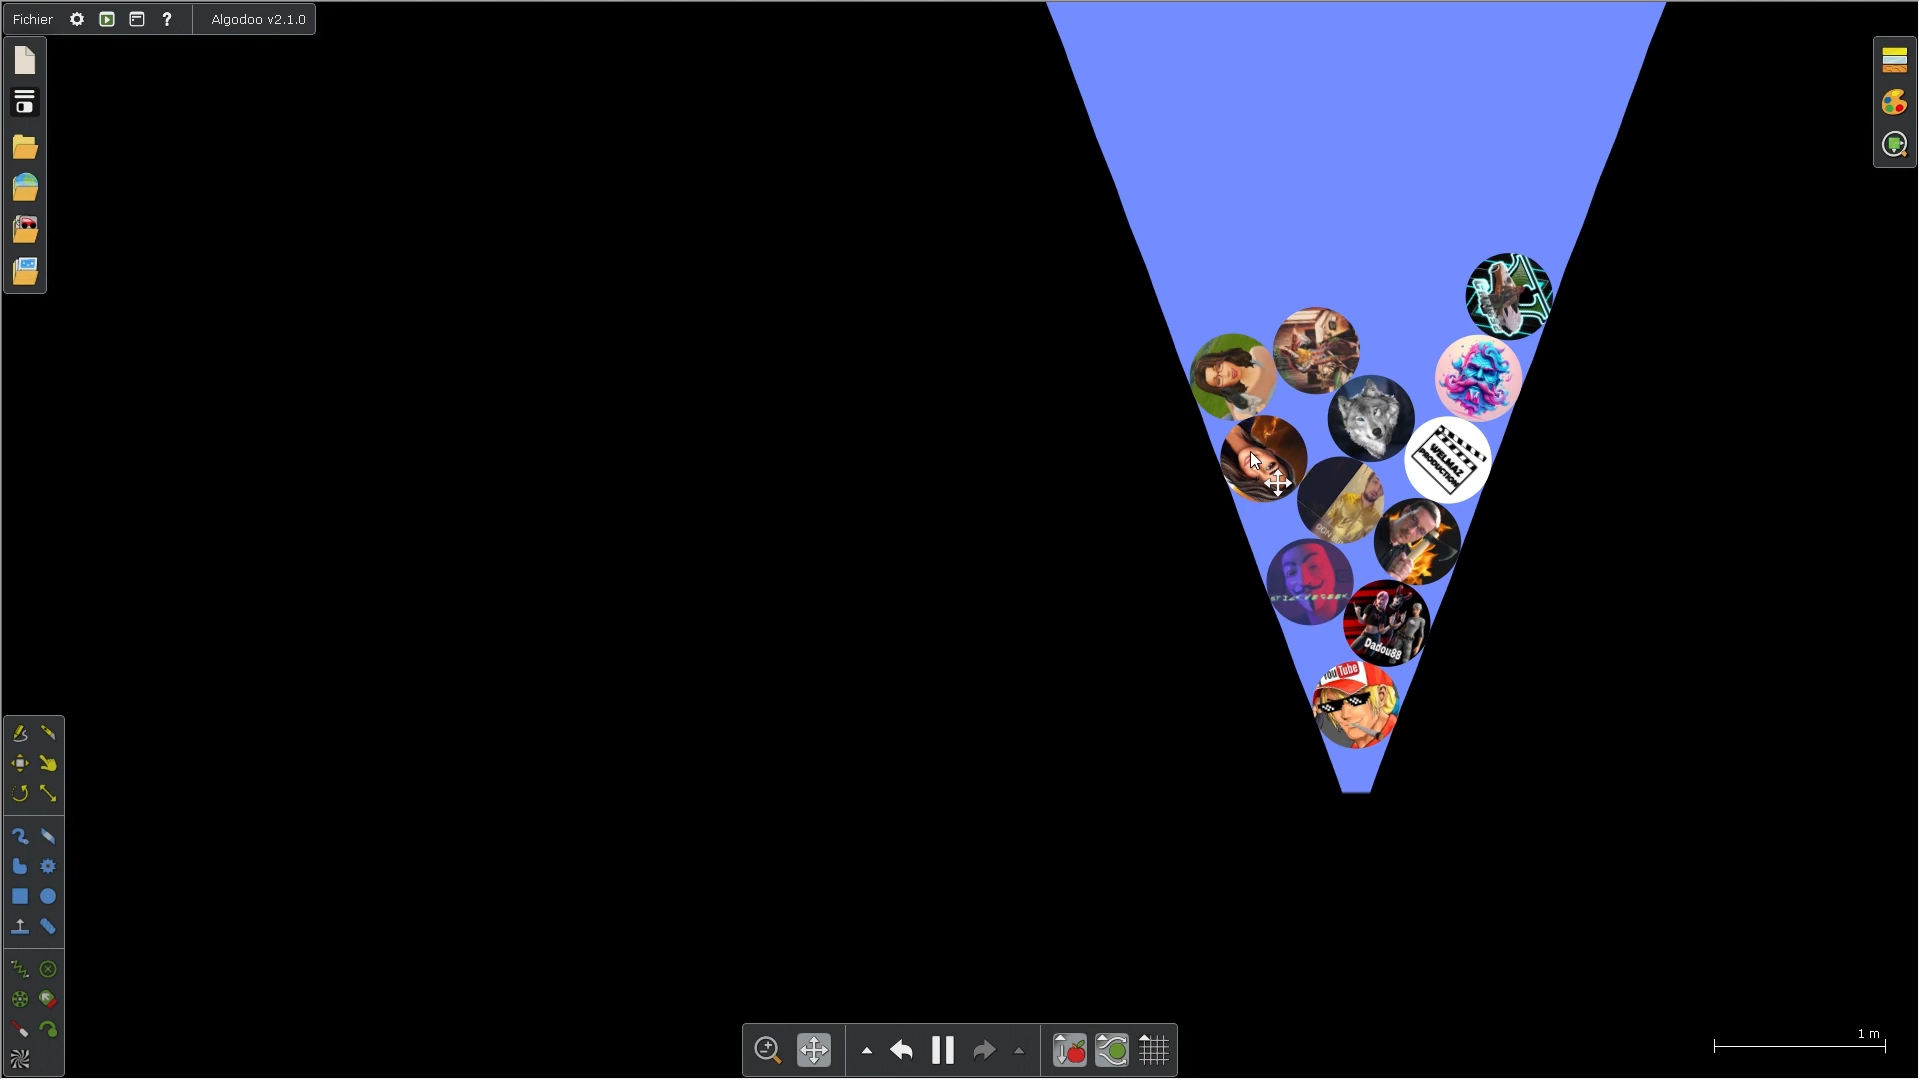 Fichier
?
Algodoo v2.1.0
WELMAZ
PRODUCTION
Dadou88
YouTube
1 m